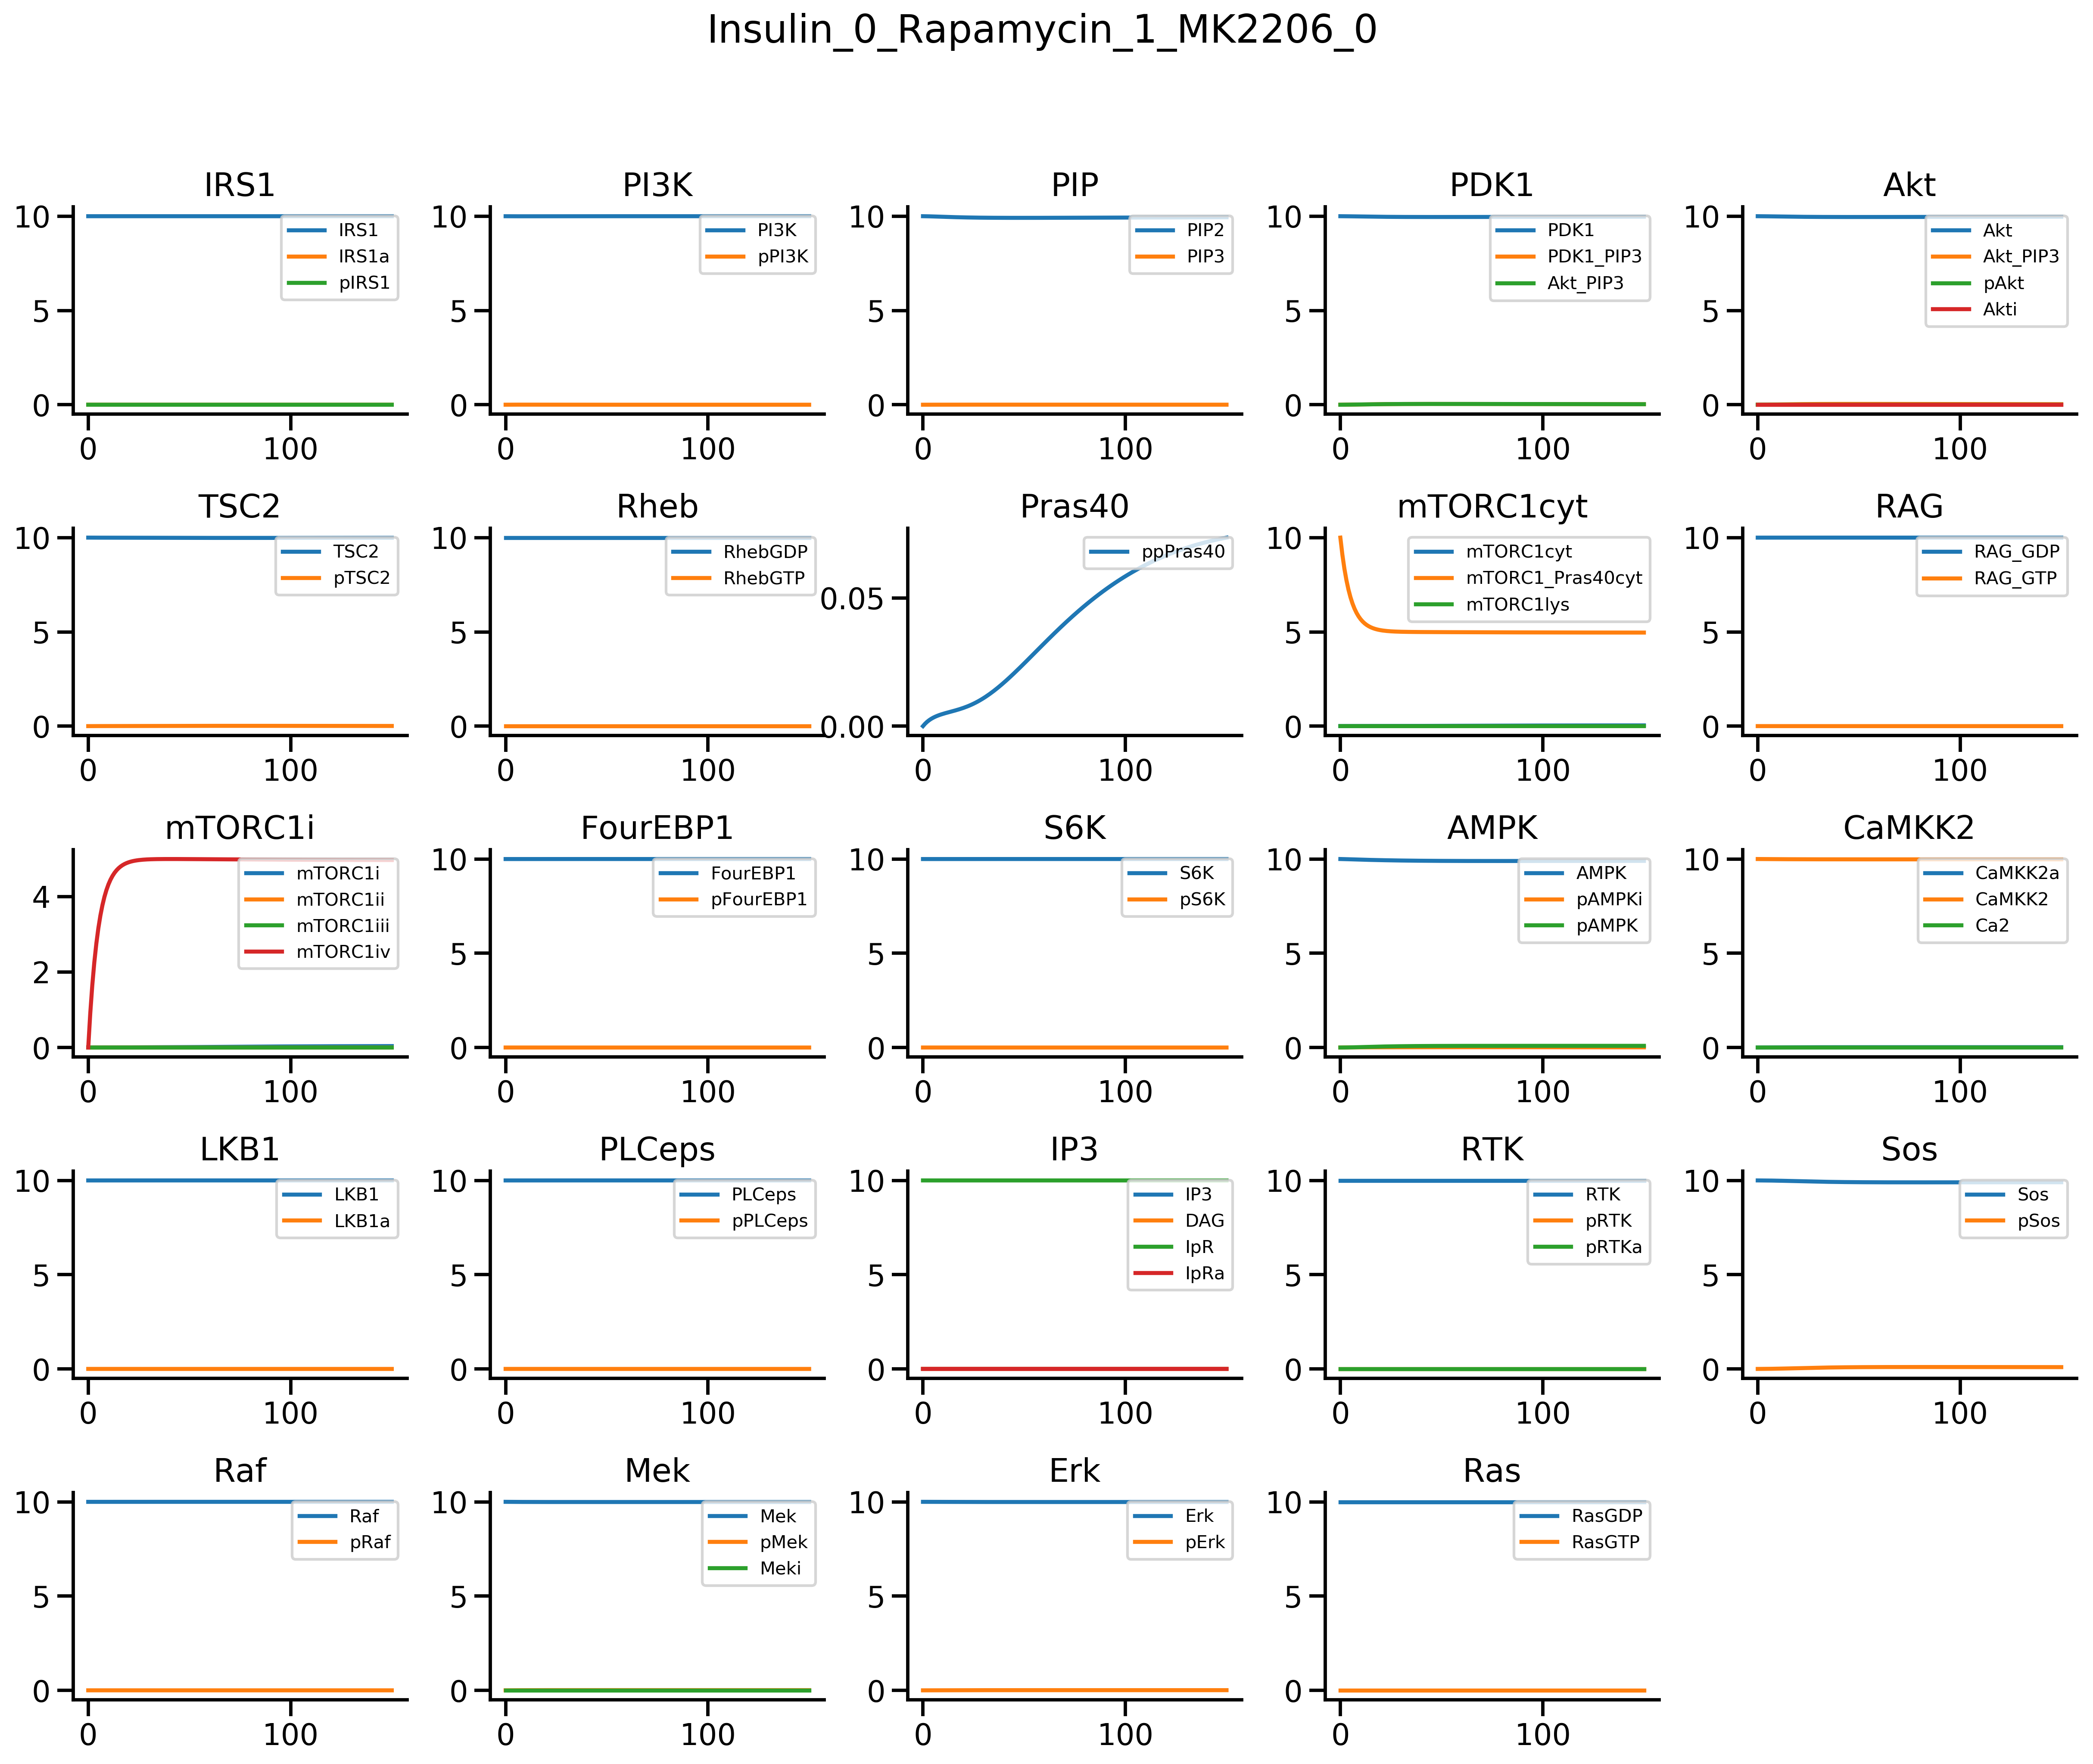 Insulin_0_Rapamycin_1_MK2206_0
IRS1
10
5
0
0
100
IRS1
IRS1a
pIRS1
PI3K
10
5
0
0
100
PI3K
pPI3K
PIP
10
5
0
0
100
PIP2
PIP3
PDK1
10
5
0
0
100
PDK1
PDK1_PIP3
Akt_PIP3
Akt
10
5
0
0
100
Akt
Akt_PIP3
pAkt
Akti
TSC2
10
5
0
0
100
TSC2
pTSC2
Rheb
10
5
0
0
100
RhebGDP
RhebGTP
Pras40
0.05
0.00
0
100
ppPras40
mTORC1cyt
10
5
0
0
100
mTORC1cyt
mTORC1_Pras40cyt
mTORC1lys
RAG
10
5
0
0
100
RAG_GDP
RAG_GTP
mTORC1i
4
2
0
0
100
mTORC1i
mTORC1ii
mTORC1iii
mTORC1iv
FourEBP1
10
5
0
0
100
FourEBP1
pFourEBP1
S6K
10
5
0
0
100
S6K
pS6K
AMPK
10
5
0
0
100
AMPK
pAMPKi
pAMPK
CaMKK2
10
5
0
0
100
CaMKK2a
CaMKK2
Ca2
LKB1
10
5
0
0
100
LKB1
LKB1a
PLCeps
10
5
0
0
100
PLCeps
pPLCeps
IP3
10
5
0
0
100
IP3
DAG
IpR
IpRa
RTK
10
5
0
0
100
RTK
pRTK
pRTKa
Sos
10
5
0
0
100
Sos
pSos
Raf
10
5
0
0
100
Raf
pRaf
Mek
10
5
0
0
100
Mek
pMek
Meki
Erk
10
5
0
0
100
Erk
pErk
Ras
10
5
0
0
100
RasGDP
RasGTP